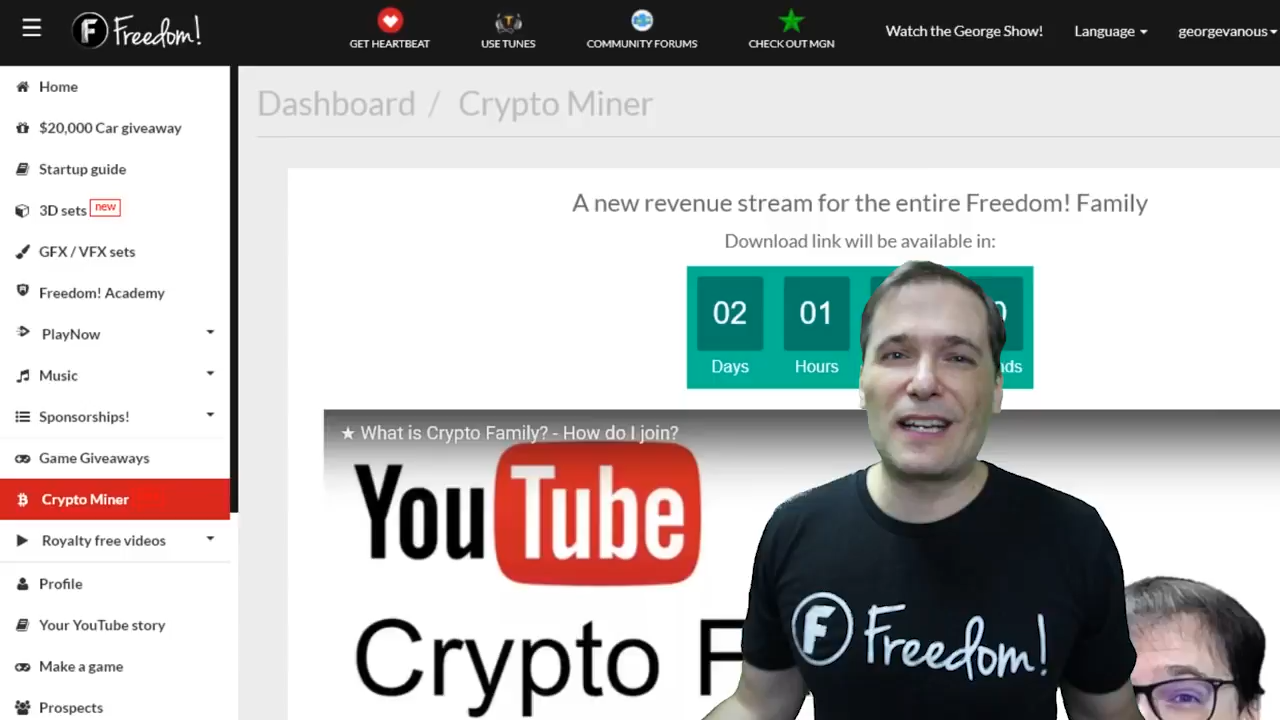 Freedom!
GET HEARTBEAT
USE TUNES
COMMUNITY FORUMS
CHECK OUT MGN
Watch the George Show!
Language
georgevanous
Home
$20,000 Car giveaway
Startup guide
3D sets new
GFX / VFX sets
Freedom! Academy
PlayNow
Music
Sponsorships!
Game Giveaways
Crypto Miner
Royalty free videos
Profile
Your YouTube story
Make a game
Prospects
Dashboard / Crypto Miner
A new revenue stream for the entire Freedom! Family
Download link will be available in:
02 01
Days Hours
★ What is Crypto Family? - How do I join?
YouTube
Crypto F
F Freedom!